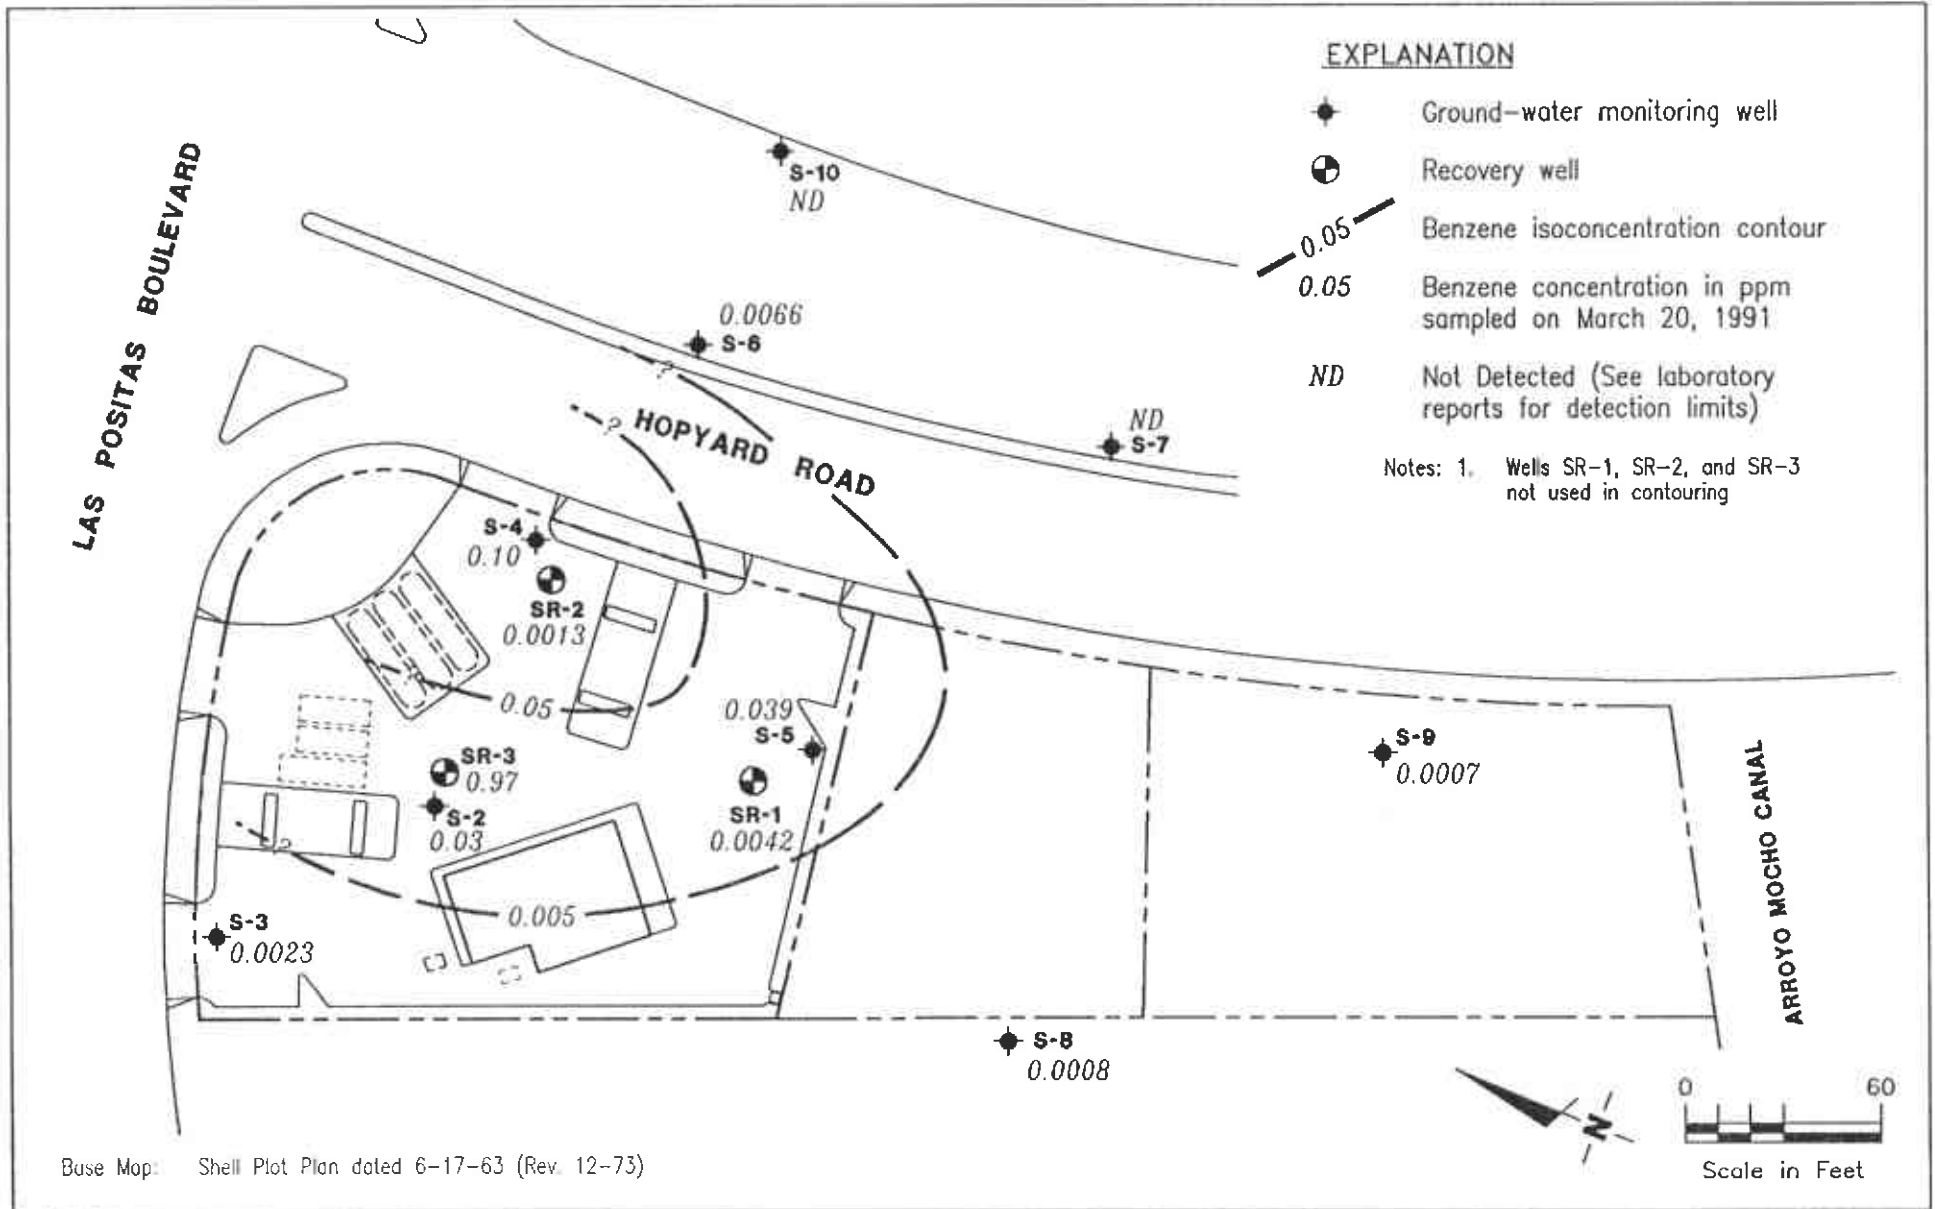 EXPLANATION
Ground-water monitoring well
Recovery well
0.05
Benzene isoconcentration contour
0.05
Benzene concentration in ppm
sampled on March 20, 1991
ND
Not Detected (See laboratory
reports for detection limits)
Notes: 1. Wells SR-1, SR-2, and SR-3
not used in contouring
LAS POSITAS BOULEVARD
S-10
ND
0.0066
S-6
?
?
HOPYARD ROAD
ND
S-7
S-4
0.10
SR-2
0.0013
?
0.05
0.039
S-5
SR-3
0.97
S-2
0.03
SR-1
0.0042
?
0.005
S-3
0.0023
S-9
0.0007
S-8
0.0008
ARROYO MOCHO CANAL
N
0 60
Scale in Feet
Base Map: Shell Plot Plan dated 6-17-63 (Rev. 12-73)